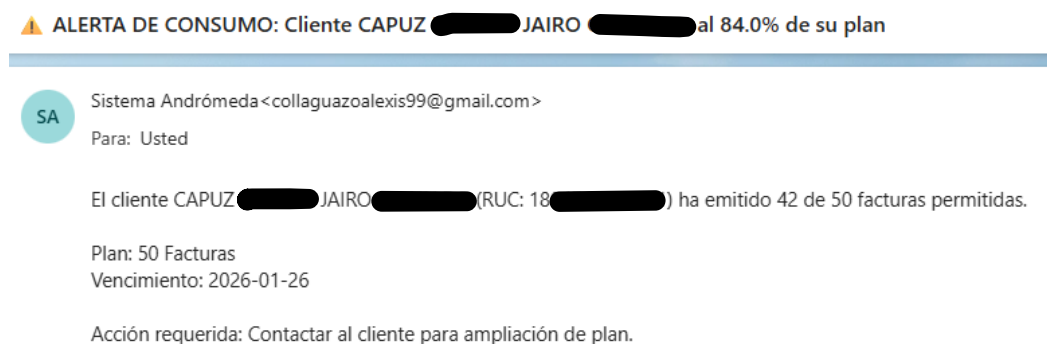 ⚠ ALERTA DE CONSUMO: Cliente CAPUZ JAIRO al 84.0% de su plan
SA
Sistema Andrómeda<collaguazoalexis99@gmail.com>
Para: Usted
El cliente CAPUZ JAIRO (RUC: 18 ) ha emitido 42 de 50 facturas permitidas.
Plan: 50 Facturas
Vencimiento: 2026-01-26
Acción requerida: Contactar al cliente para ampliación de plan.